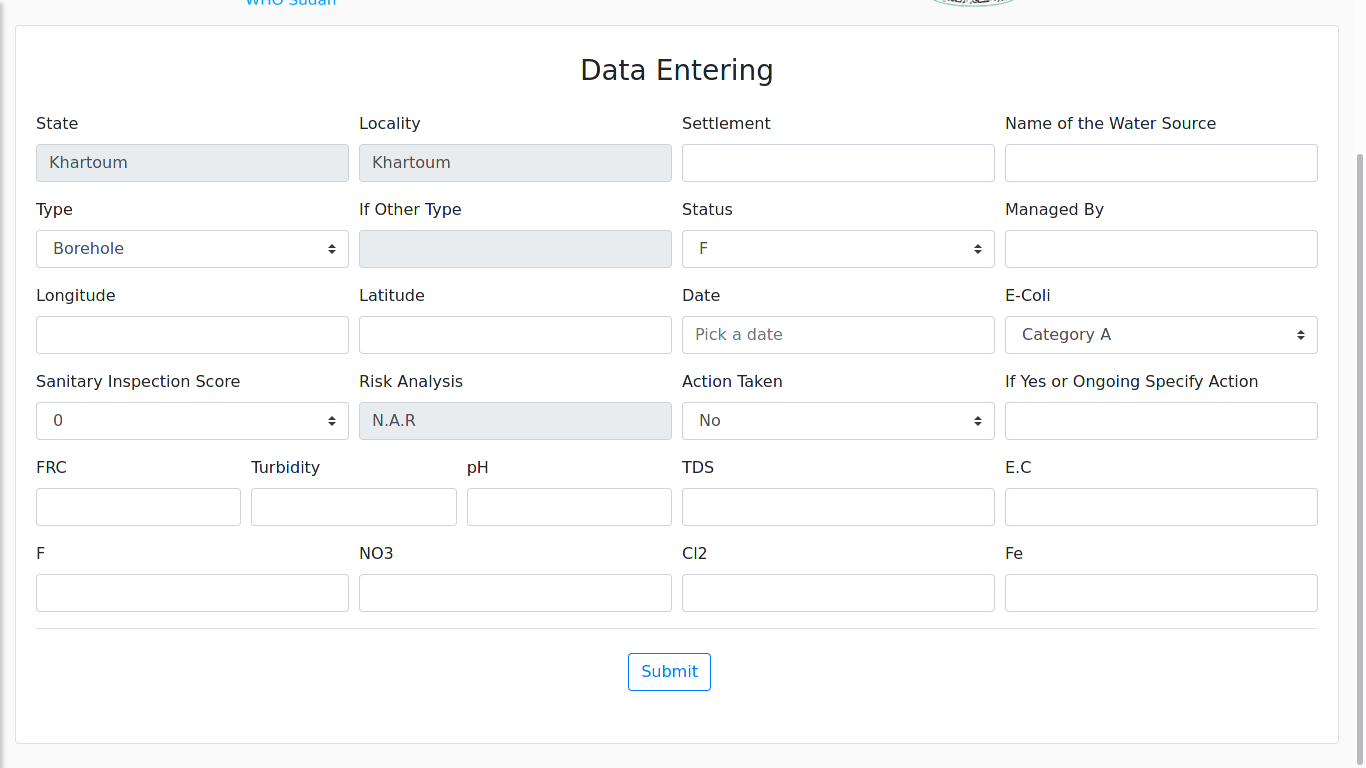 WHO Sudan
Data Entering
State Locality Settlement Name of the Water Source
Khartoum Khartoum
Type If Other Type Status Managed By
Borehole F
Longitude Latitude Date E-Coli
Pick a date Category A
Sanitary Inspection Score Risk Analysis Action Taken If Yes or Ongoing Specify Action
0 N.A.R No
FRC Turbidity pH TDS E.C
F NO3 Cl2 Fe
Submit